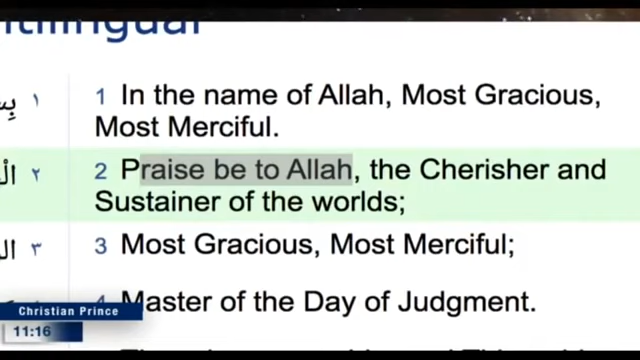 1 In the name of Allah, Most Gracious,
Most Merciful.
2 Praise be to Allah, the Cherisher and
Sustainer of the worlds;
3 Most Gracious, Most Merciful;
4 Master of the Day of Judgment.
Christian Prince
11:16